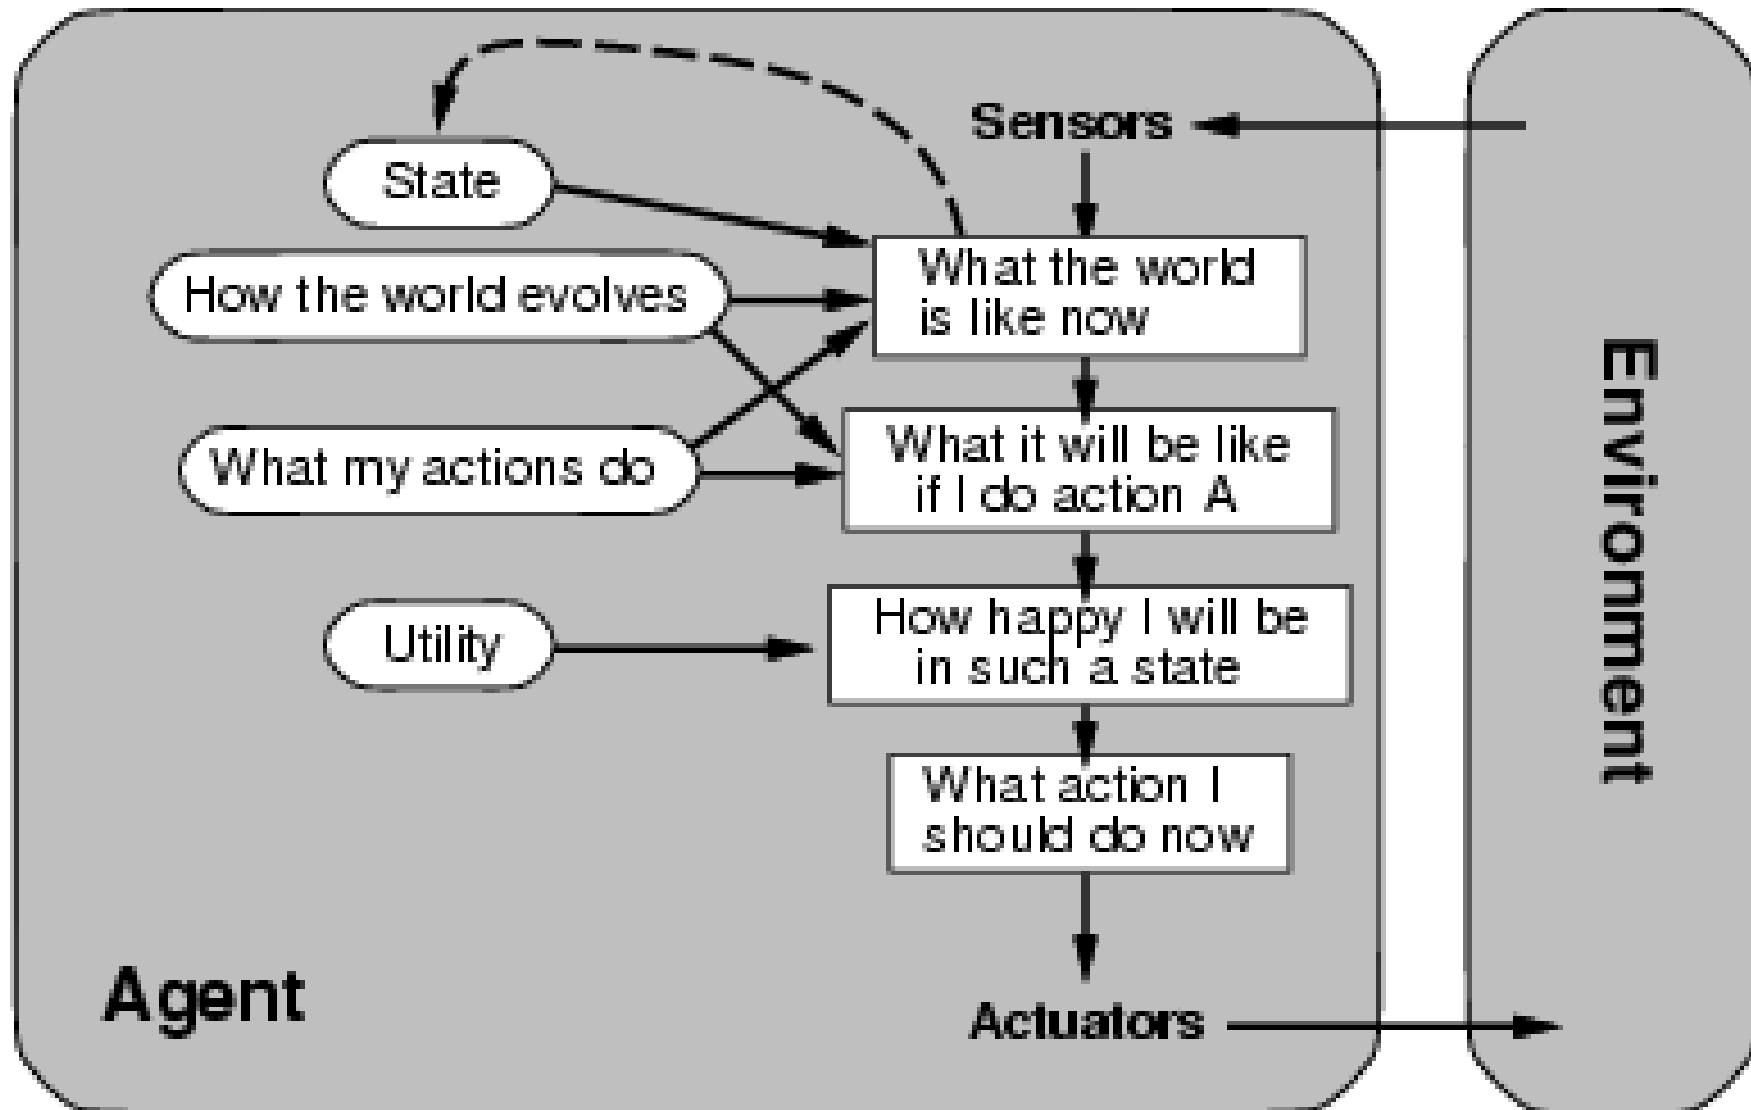 Sensors
State
What the world
is like now
How the world evolves
What it will be like
if I do action A
What my actions do
How happy I will be
in such a state
Utility
What action I
should do now
Agent
Actuators
Environment